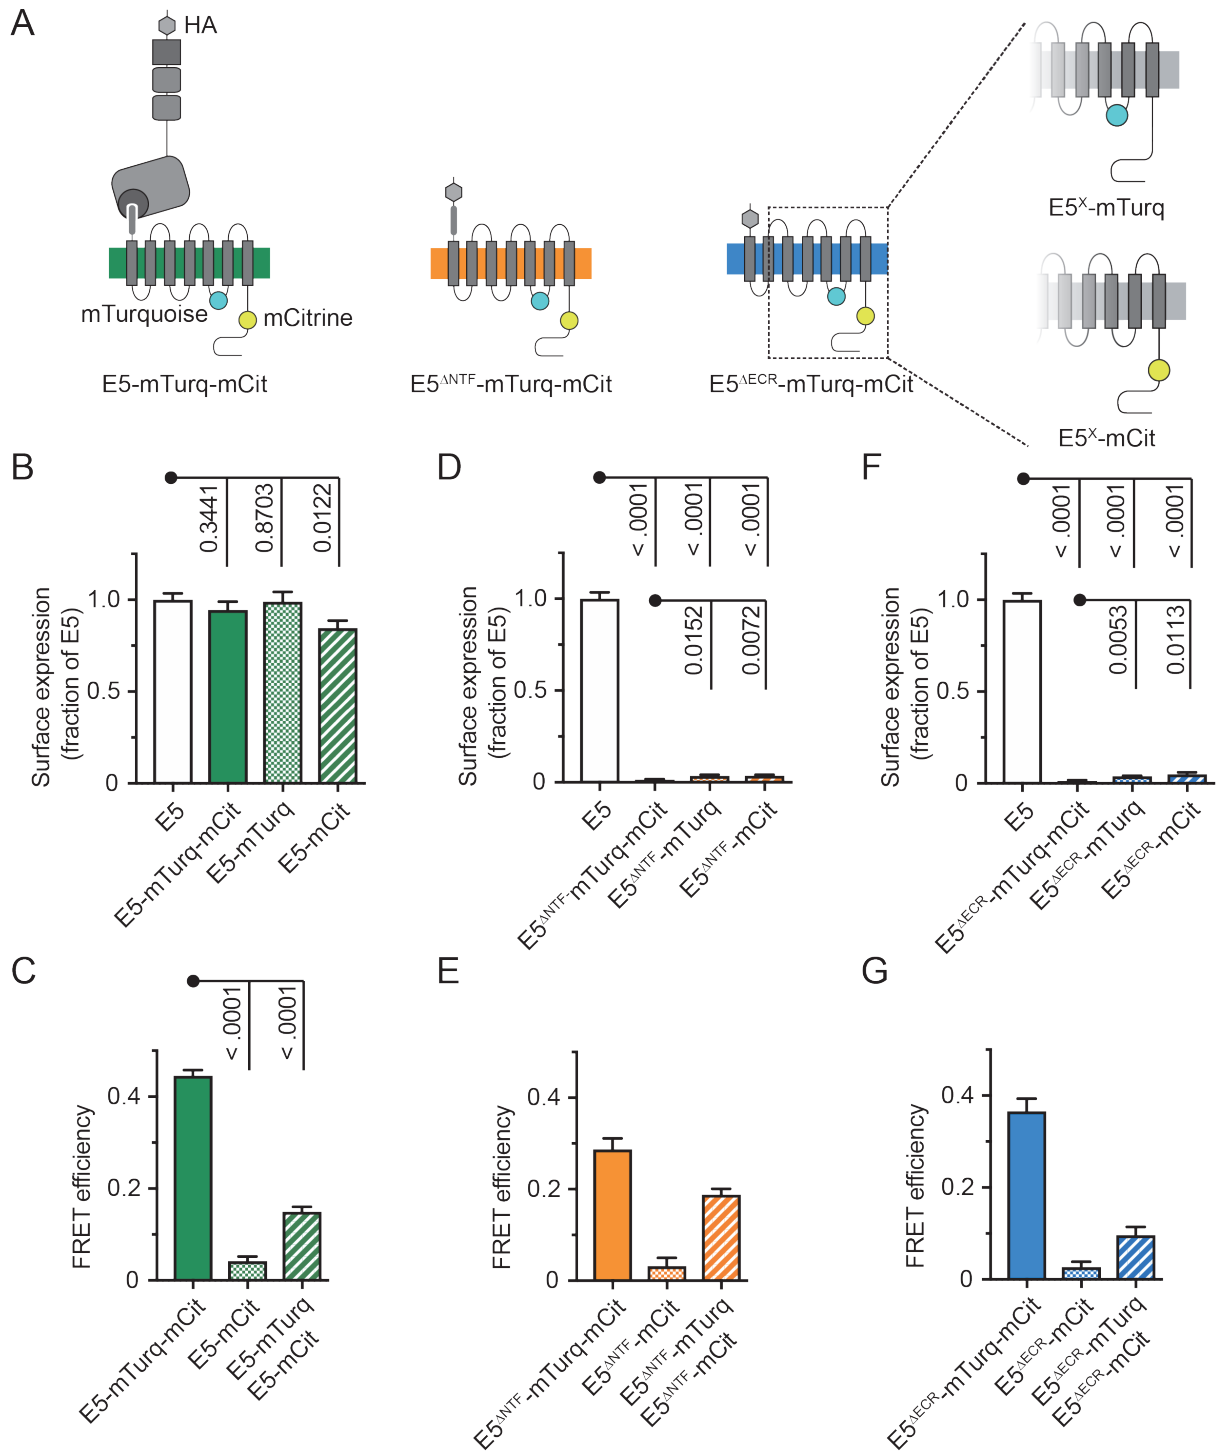 A
HA
mTurquoise
mCitrine
E5-mTurq-mCit
E5ΔNTF-mTurq-mCit
E5ΔECR-mTurq-mCit
E5X-mTurq
E5X-mCit
B
0.3441
0.8703
0.0122
Surface expression
(fraction of E5)
1.0
0.5
0
E5
E5-mTurq-mCit
E5-mTurq
E5-mCit
D
< .0001
< .0001
< .0001
0.0152
0.0072
Surface expression
(fraction of E5)
1.0
0.5
0
E5
E5ΔNTF-mTurq-mCit
E5ΔNTF-mTurq
E5ΔNTF-mCit
F
< .0001
< .0001
< .0001
0.0053
0.0113
Surface expression
(fraction of E5)
1.0
0.5
0
E5
E5ΔECR-mTurq-mCit
E5ΔECR-mTurq
E5ΔECR-mCit
C
< .0001
< .0001
FRET efficiency
0.4
0.2
0
E5-mTurq-mCit
E5-mCit
E5-mTurq
E5-mCit
E
FRET efficiency
0.4
0.2
0
E5ΔNTF-mTurq-mCit
E5ΔNTF-mCit
E5ΔNTF-mTurq
E5ΔNTF-mCit
G
FRET efficiency
0.4
0.2
0
E5ΔECR-mTurq-mCit
E5ΔECR-mCit
E5ΔECR-mTurq
E5ΔECR-mCit